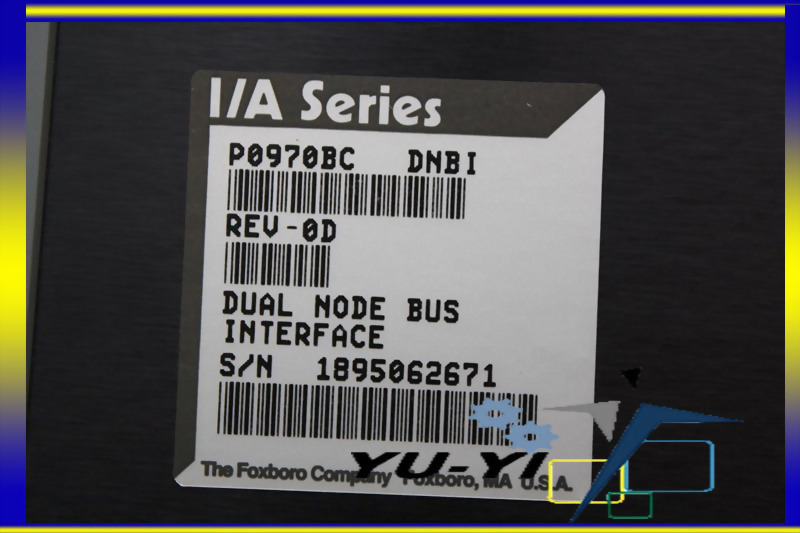 I/A Series
P0970BC DNBI
REV-0D
DUAL NODE BUS
INTERFACE
S/N 1895062671
The Foxboro Company Foxboro, MA U.S.A.
YU-YI